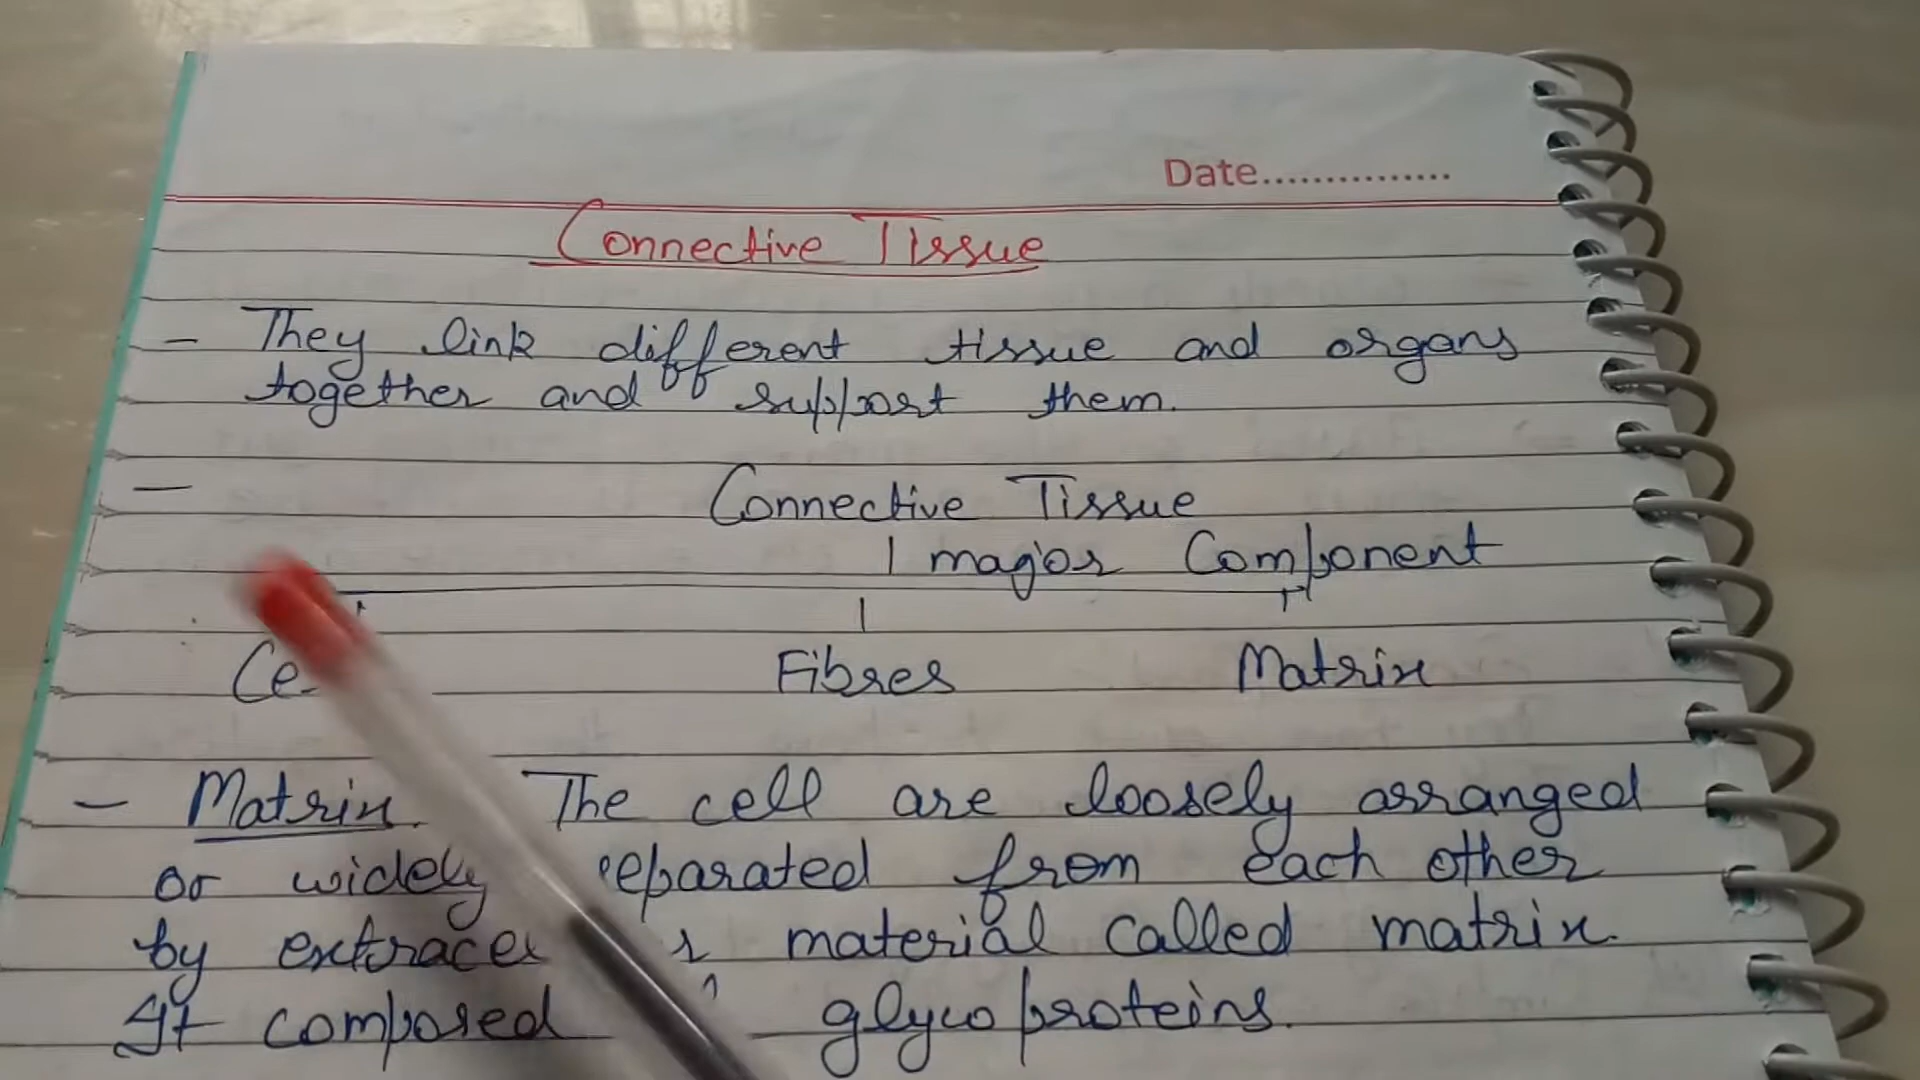 Date...............
Connective Tissue
- They link different tissue and organs
together and support them.
- Connective Tissue
major Component
Fibres Matrix
- Matrix. The cell are loosely arranged
or widely from each other
by material called matrix.
It composed glycoproteins.